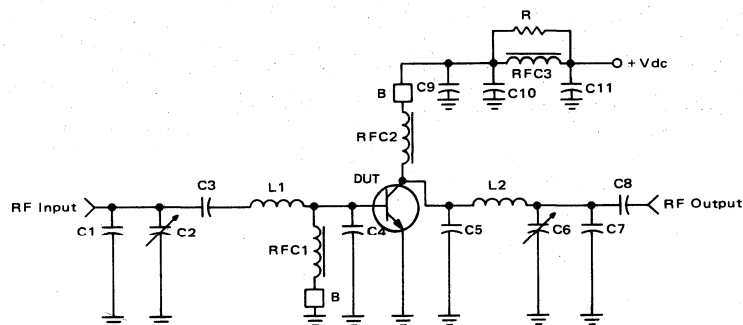 R
+ Vdc
C9
RFC3
B
C10
C11
RFC2
DUT
C3
L1
L2
C8
RF Input
RF Output
C1
C2
C4
C5
C6
C7
RFC1
B